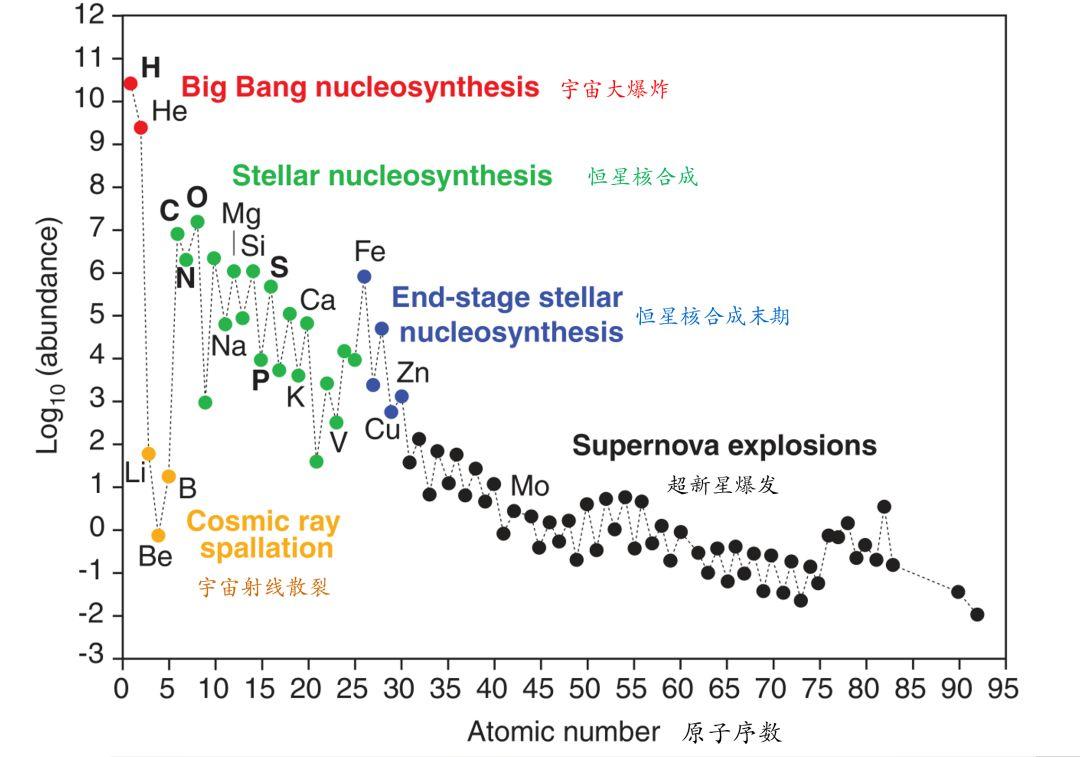 12
11
10
9
8
7
6
5
4
3
2
1
0
-1
-2
-3
Log10 (abundance)
H
He
Big Bang nucleosynthesis 宇宙大爆炸
Stellar nucleosynthesis 恒星核合成
C
O
N
Mg
Si
S
Na
P
Ca
K
V
Fe
End-stage stellar
nucleosynthesis 恒星核合成末期
Zn
Cu
Supernova explosions
超新星爆发
Mo
Li
B
Be
Cosmic ray
spallation
宇宙射线散裂
0 5 10 15 20 25 30 35 40 45 50 55 60 65 70 75 80 85 90 95
Atomic number 原子序数